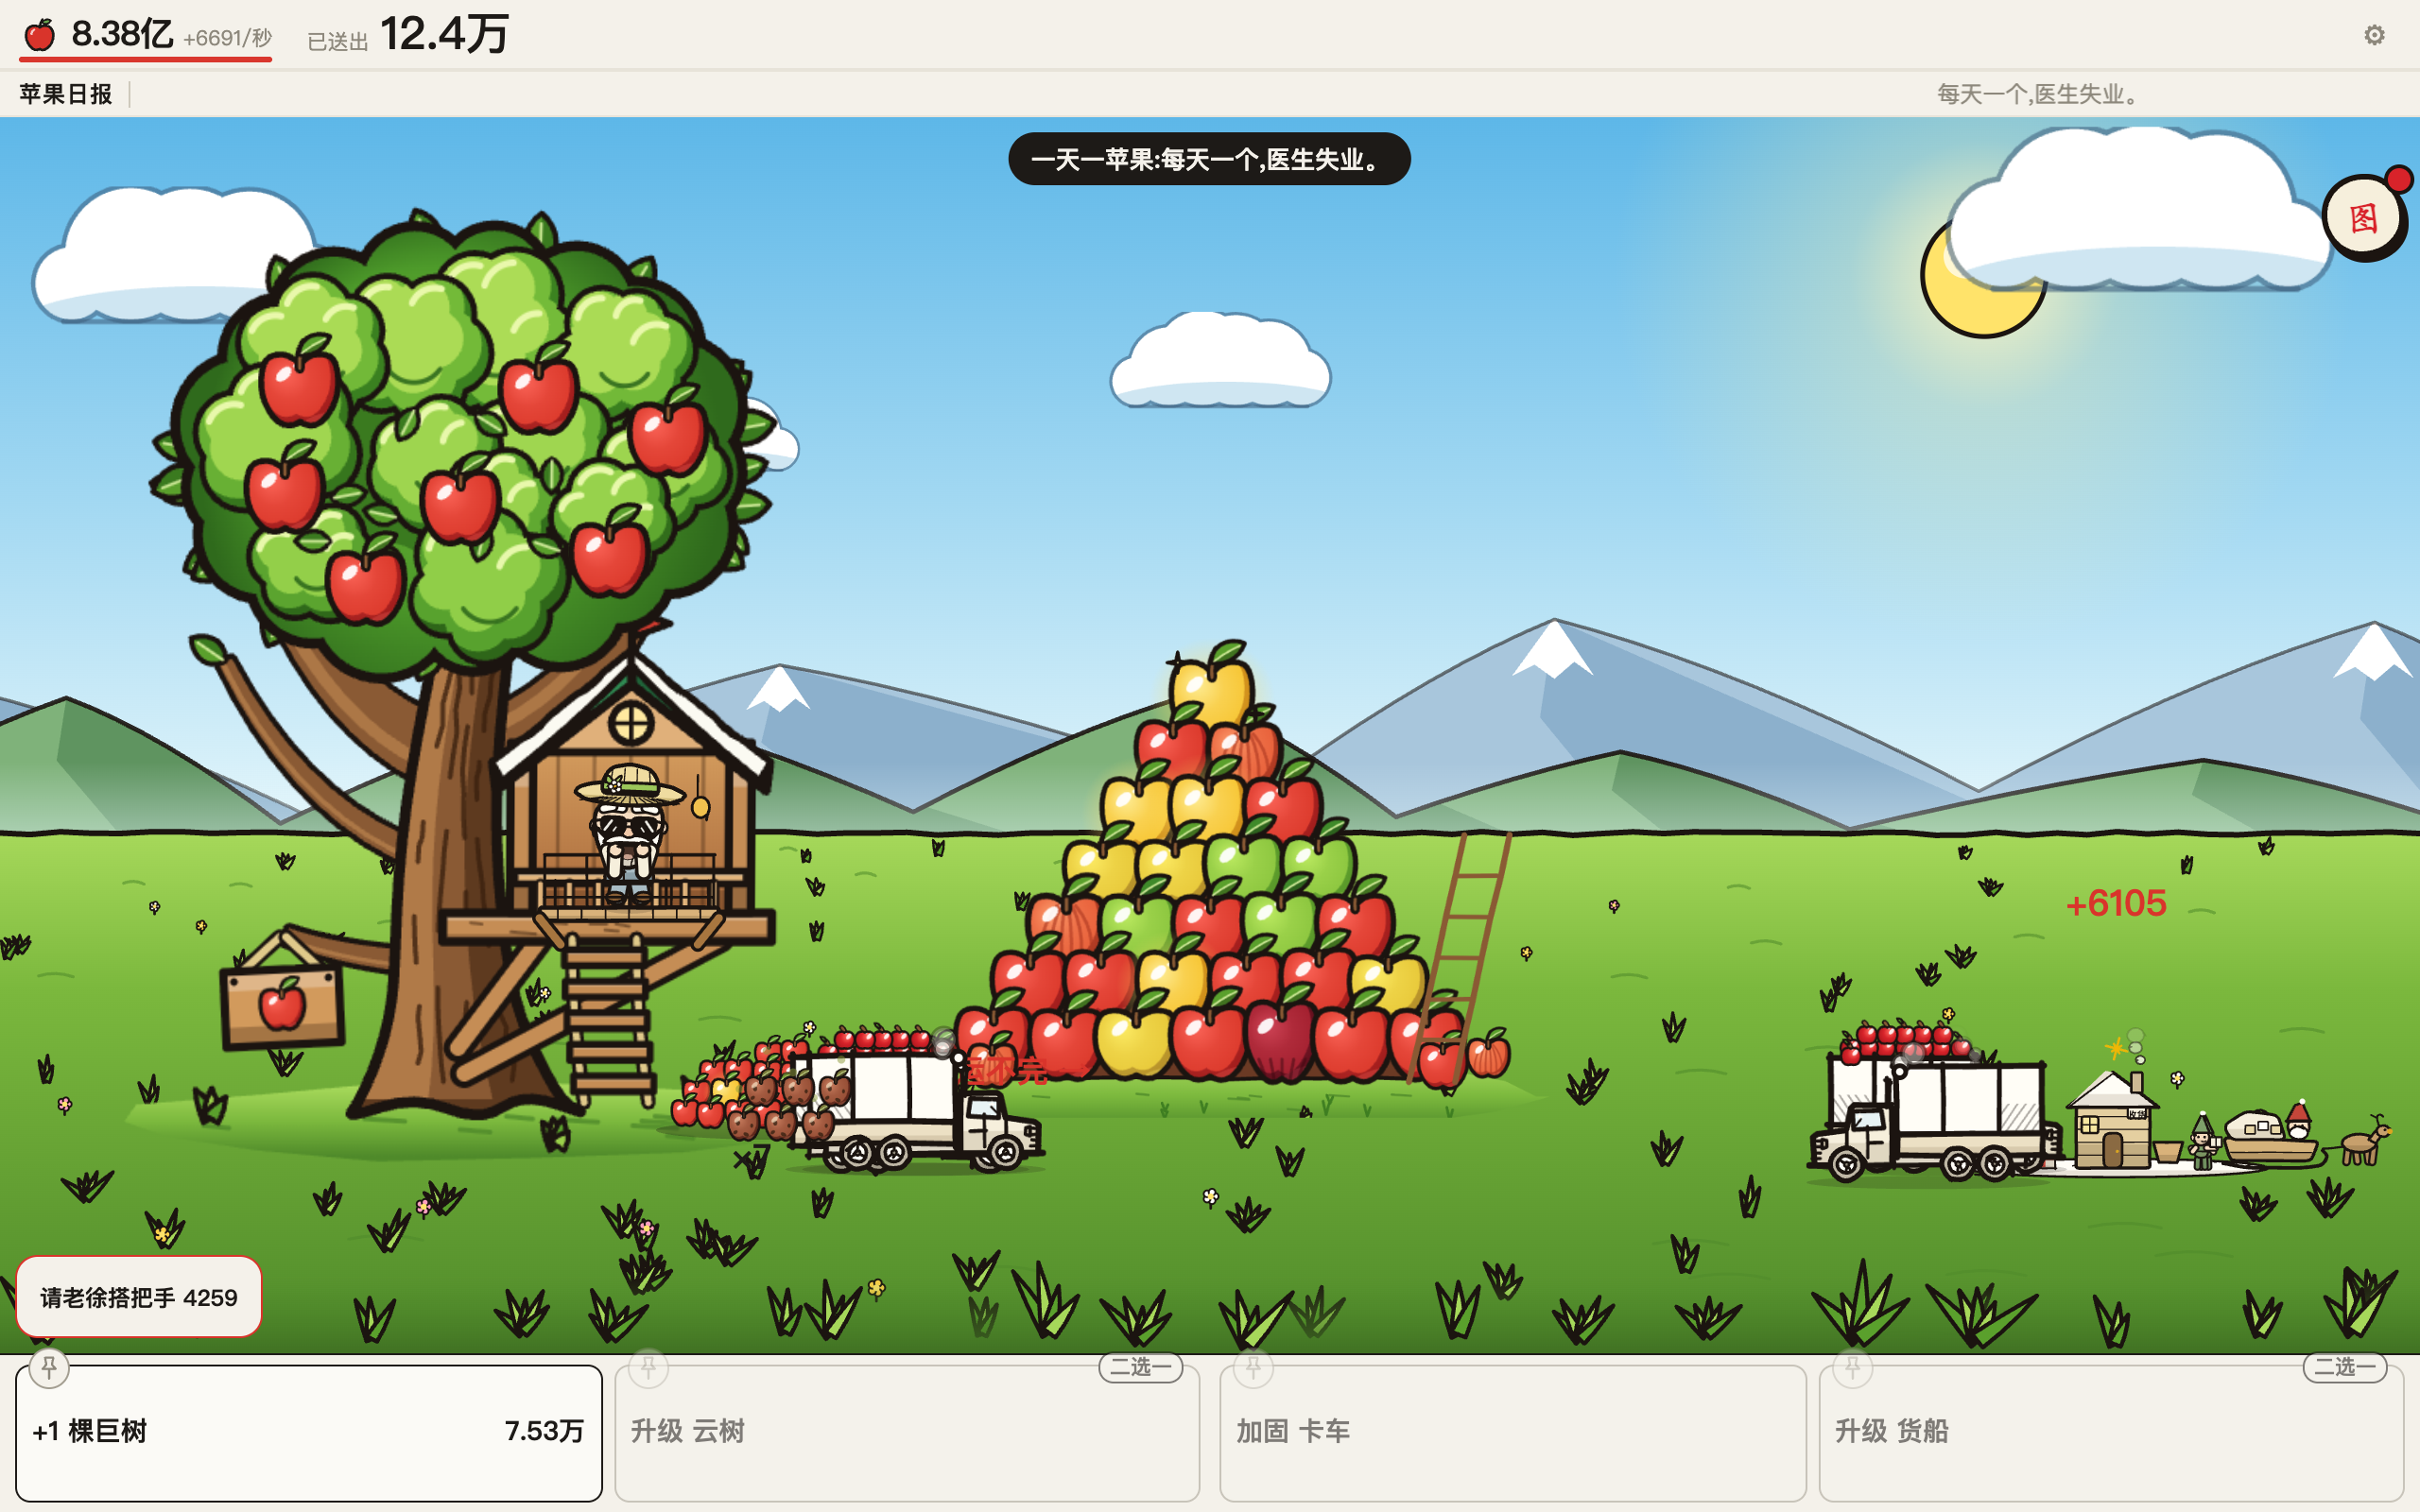 8.38亿 +6691/秒 已送出 12.4万
苹果日报 每天一个,医生失业。
一天一苹果:每天一个,医生失业。
图
+6105
收货
×7
请老徐搭把手 4259
二选一 二选一
+1 棵巨树 7.53万 升级 云树 加固 卡车 升级 货船